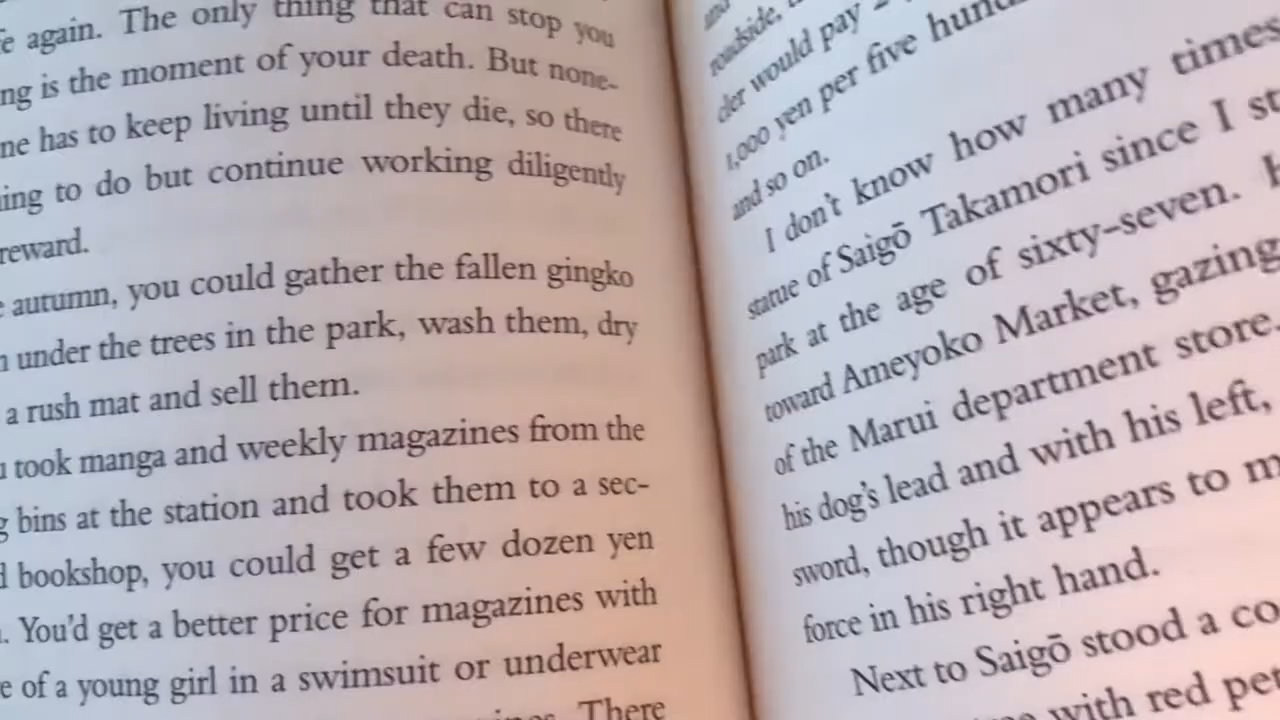 again. The only thing that can stop you
is the moment of your death. But none-
has to keep living until they die, so there
to do but continue working diligently
reward.
autumn, you could gather the fallen gingko
under the trees in the park, wash them, dry
a rush mat and sell them.
took manga and weekly magazines from the
bins at the station and took them to a sec-
bookshop, you could get a few dozen yen
You'd get a better price for magazines with
of a young girl in a swimsuit or underwear
There
roadside,
der would pay
1,000 yen per five
and so on.
I don't know how many times
statue of Saigō Takamori since I
park at the age of sixty-seven.
toward Ameyoko Market, gazing
of the Marui department store.
his dog's lead and with his left,
sword, though it appears to
force in his right hand.
Next to Saigō stood a
with red